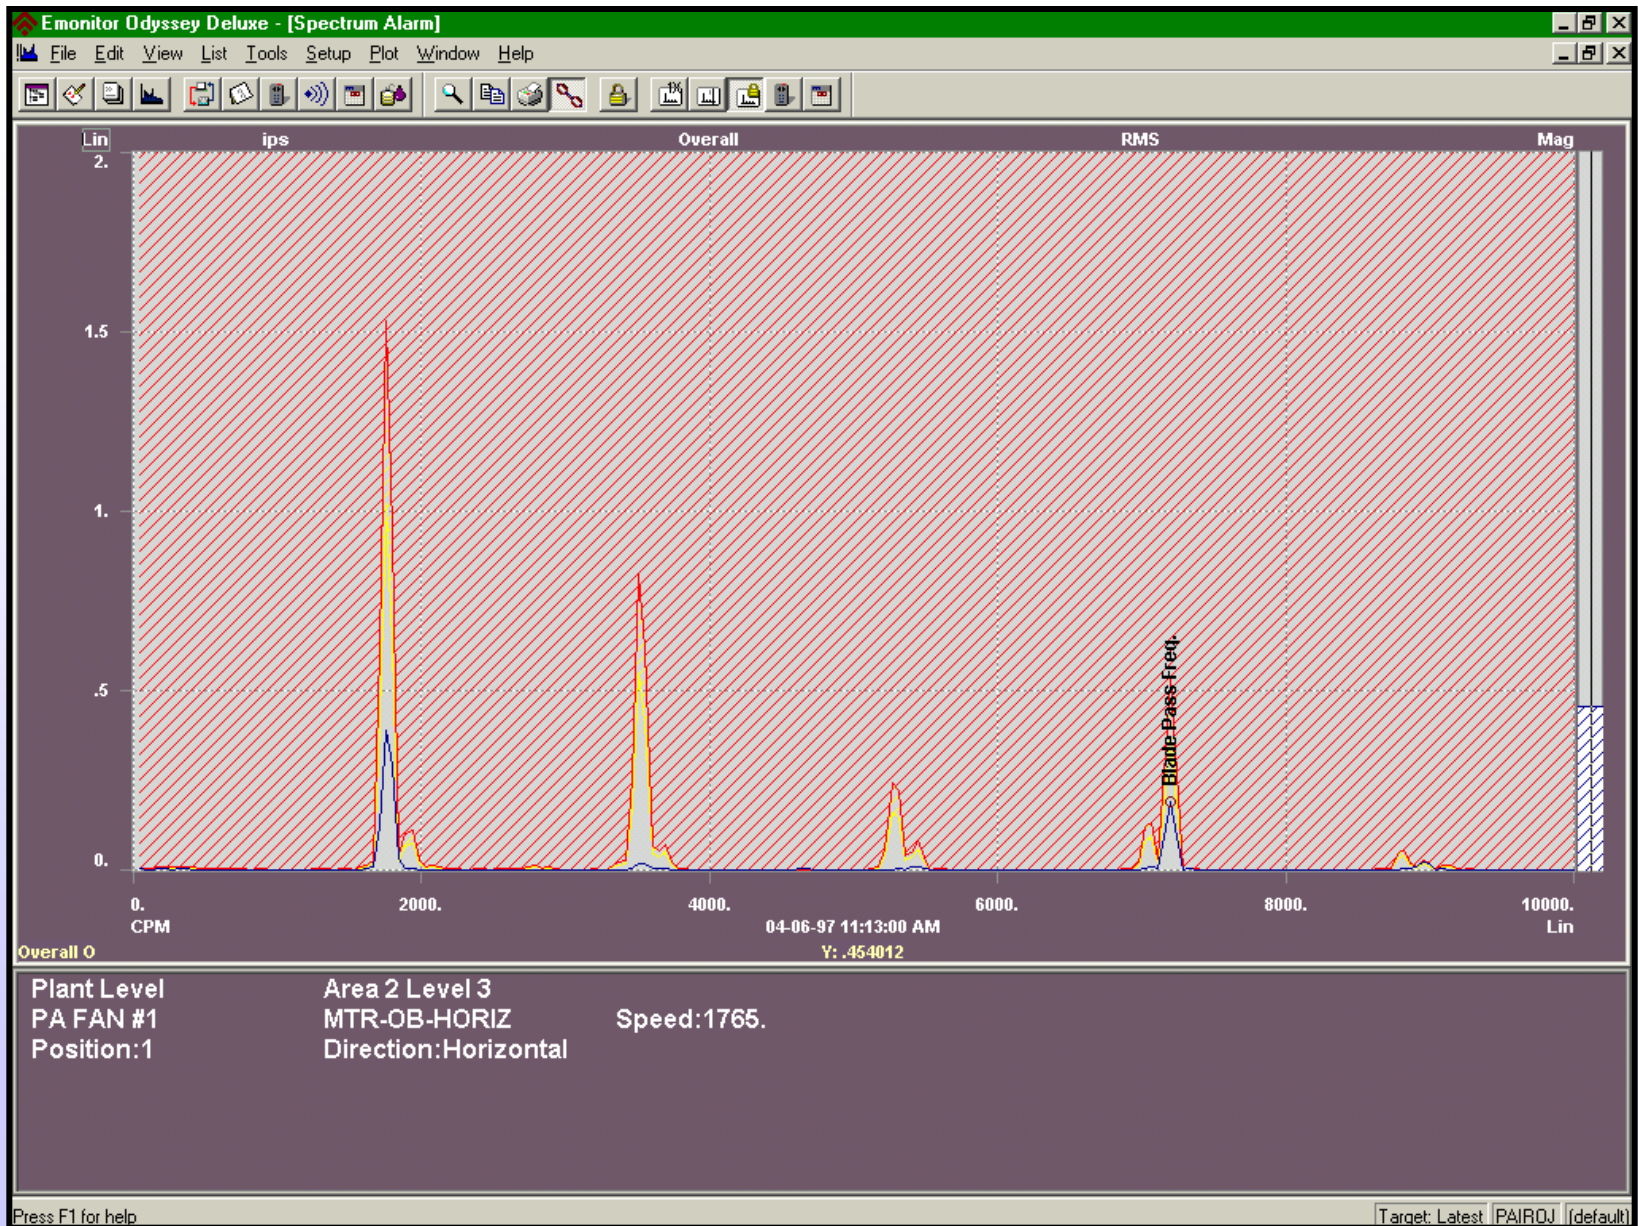 Emonitor Odyssey Deluxe - [Spectrum Alarm]
File Edit View List Tools Setup Plot Window Help
Lin ips Overall RMS Mag
2.
1.5
1.
.5
0.
Blade Pass Freq.
0. 2000. 4000. 6000. 8000. 10000.
CPM 04-06-97 11:13:00 AM Lin
Overall O Y: .454012
Plant Level Area 2 Level 3
PA FAN #1 MTR-OB-HORIZ Speed:1765.
Position:1 Direction:Horizontal
Press F1 for help Target: Latest PAIROJ (default)